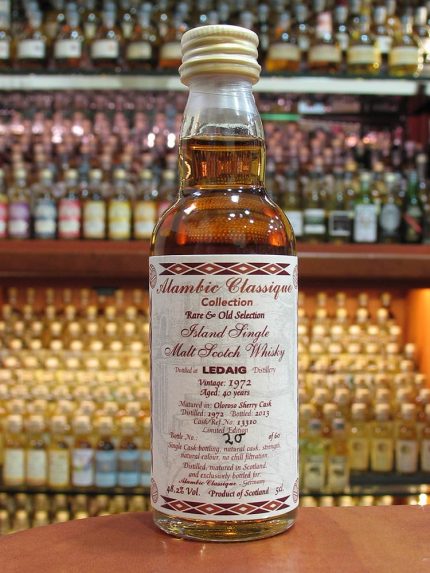 Alambic Classique
Collection
Rare & Old Selection
Island Single
Malt Scotch Whisky
Distilled at LEDAIG Distillery
Vintage: 1972
Aged: 40 years
Matured in: Oloroso Sherry Cask
Distilled: 1972 Bottled: 2013
Cask/Ref No.: 13310
Limited Edition
Bottle No.: 20 of 60
Single Cask bottling, natural cask, strength,
natural colour, no chill filtration.
Distilled, matured in Scotland,
and exclusively bottled for
Alambic Classique - Germany
48,2% Vol. Product of Scotland 5cl